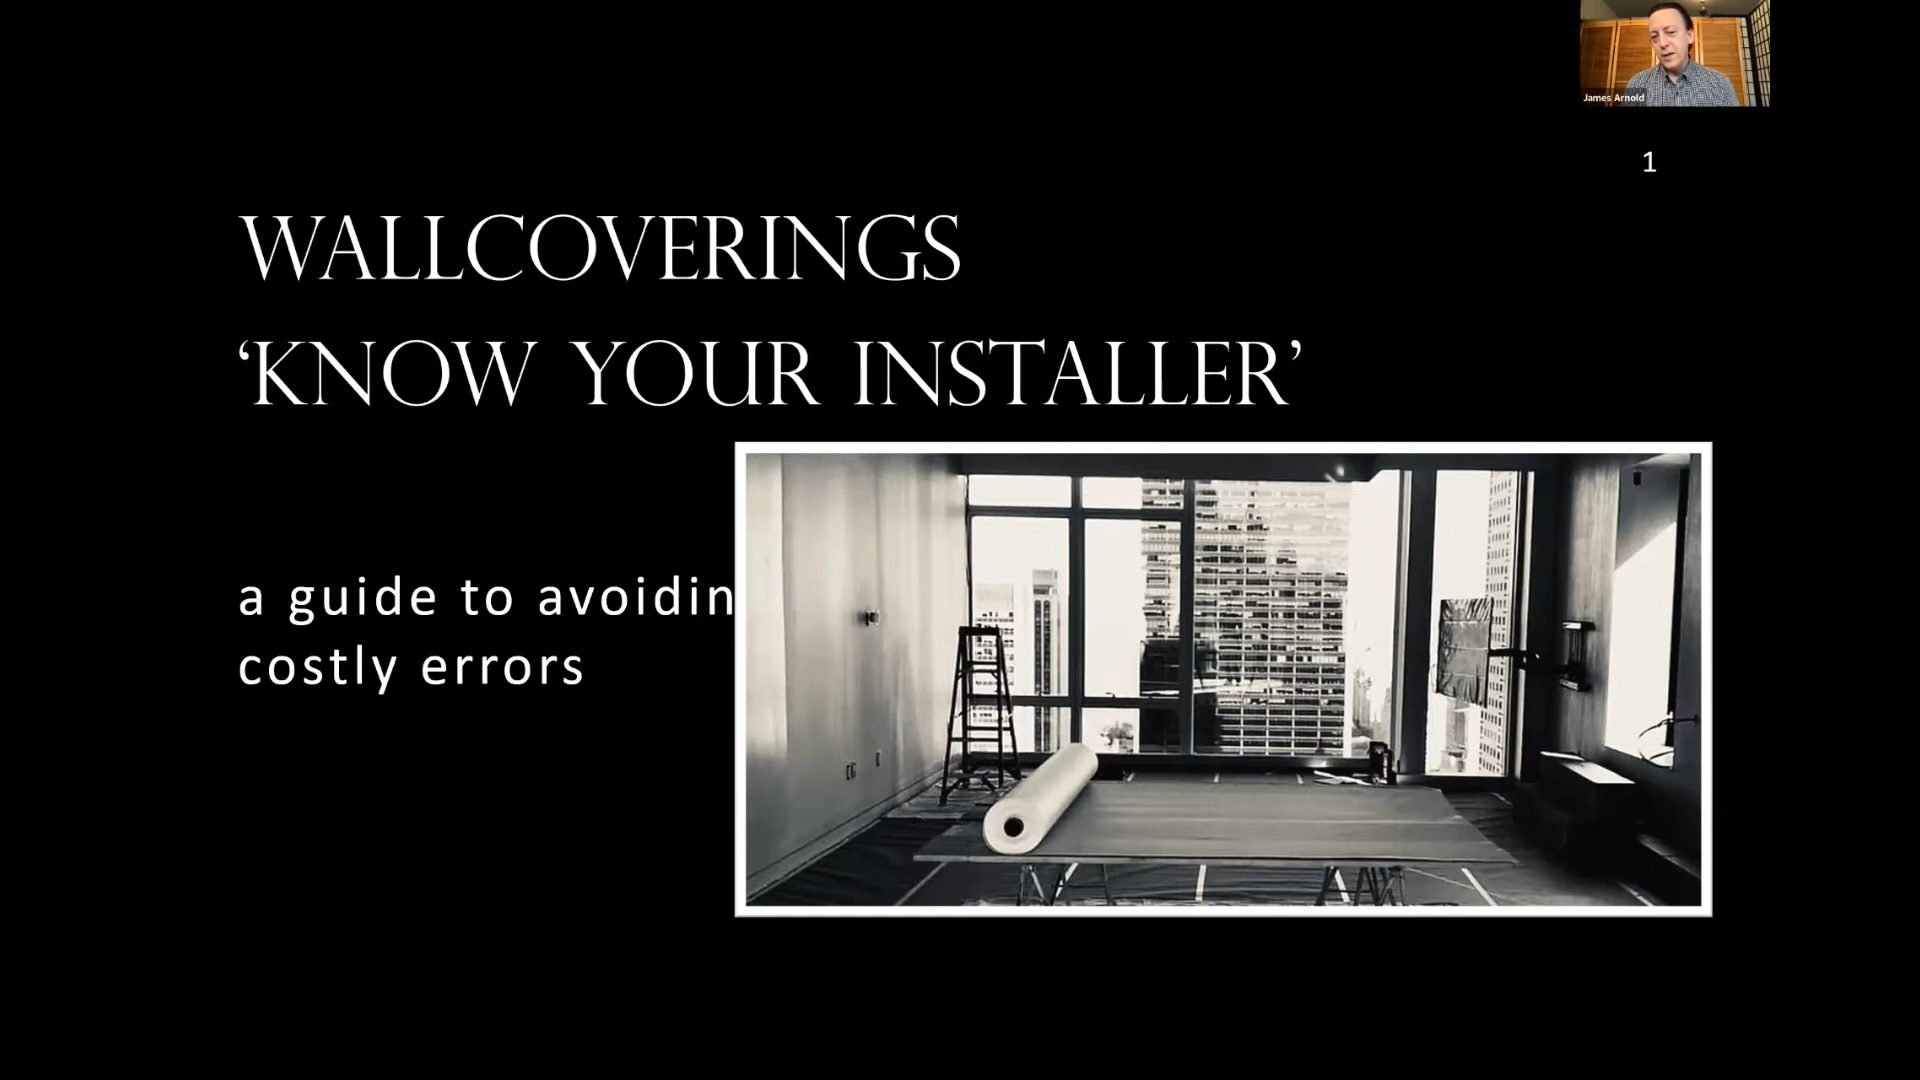 James Arnold
1
WALLCOVERINGS
‘KNOW YOUR INSTALLER’
a guide to avoidin
costly errors